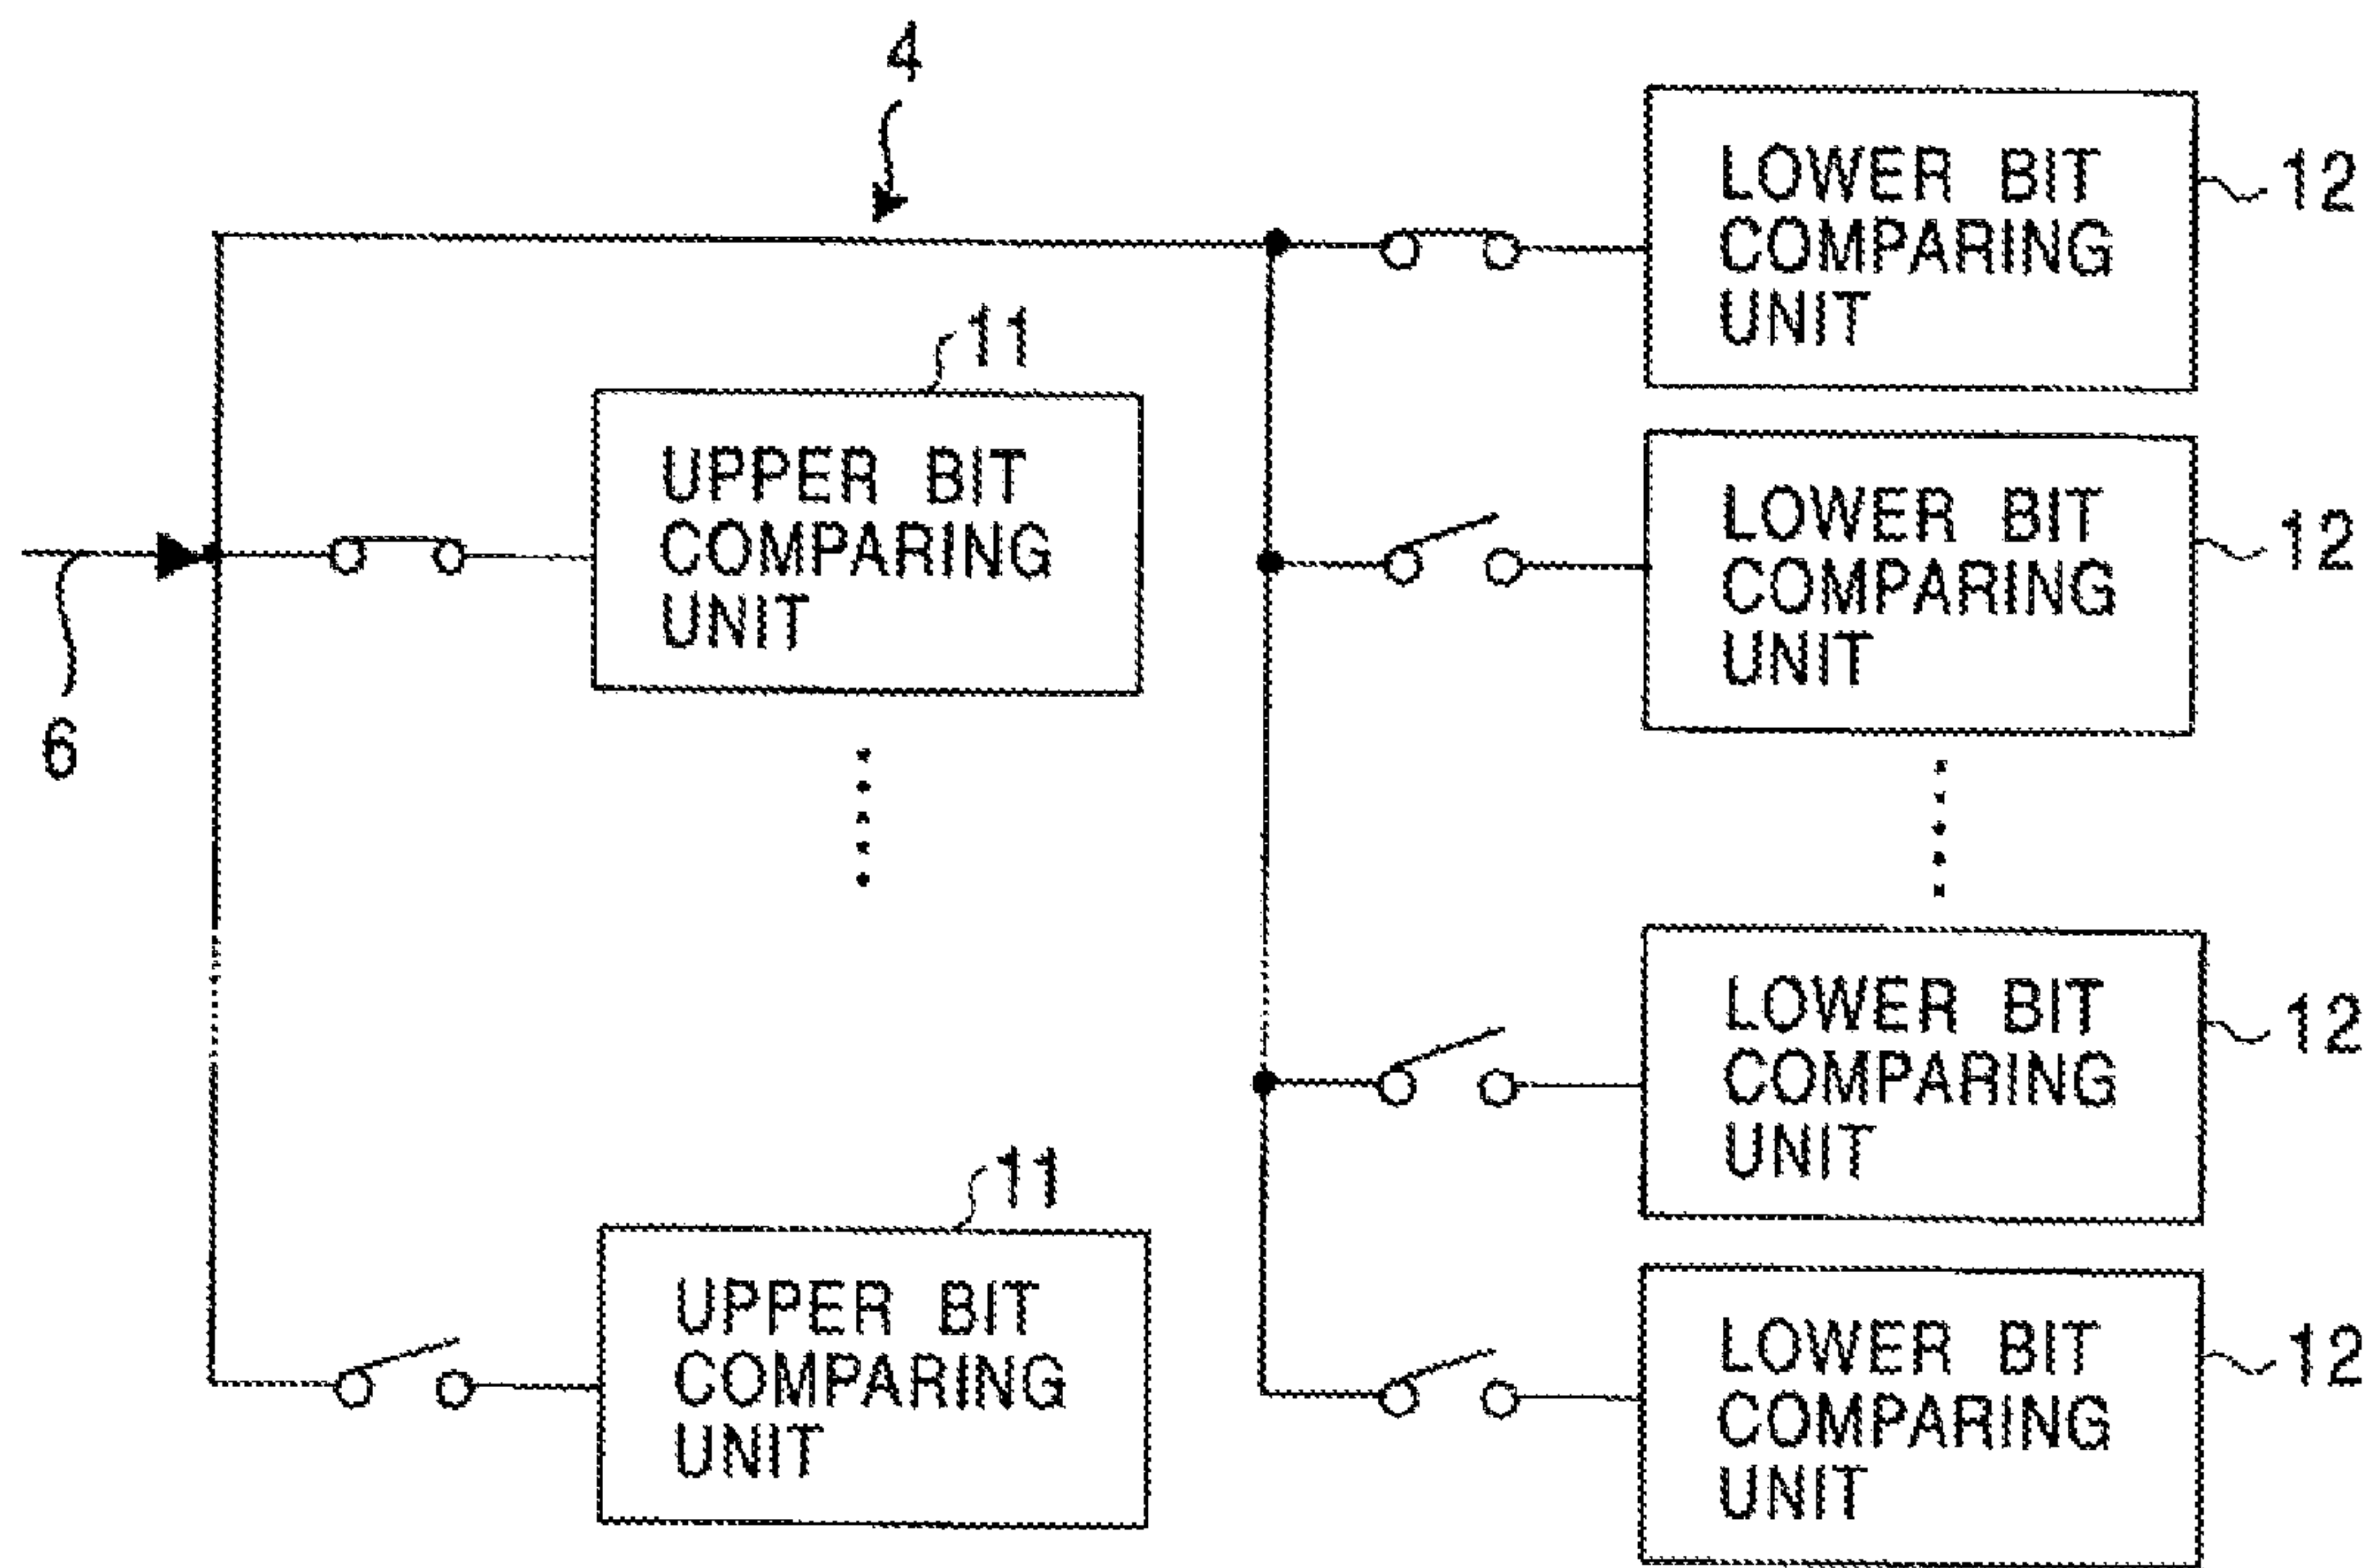 4
LOWER BIT
COMPARING
UNIT
12
11
UPPER BIT
COMPARING
UNIT
6
LOWER BIT
COMPARING
UNIT
12
LOWER BIT
COMPARING
UNIT
12
11
UPPER BIT
COMPARING
UNIT
LOWER BIT
COMPARING
UNIT
12